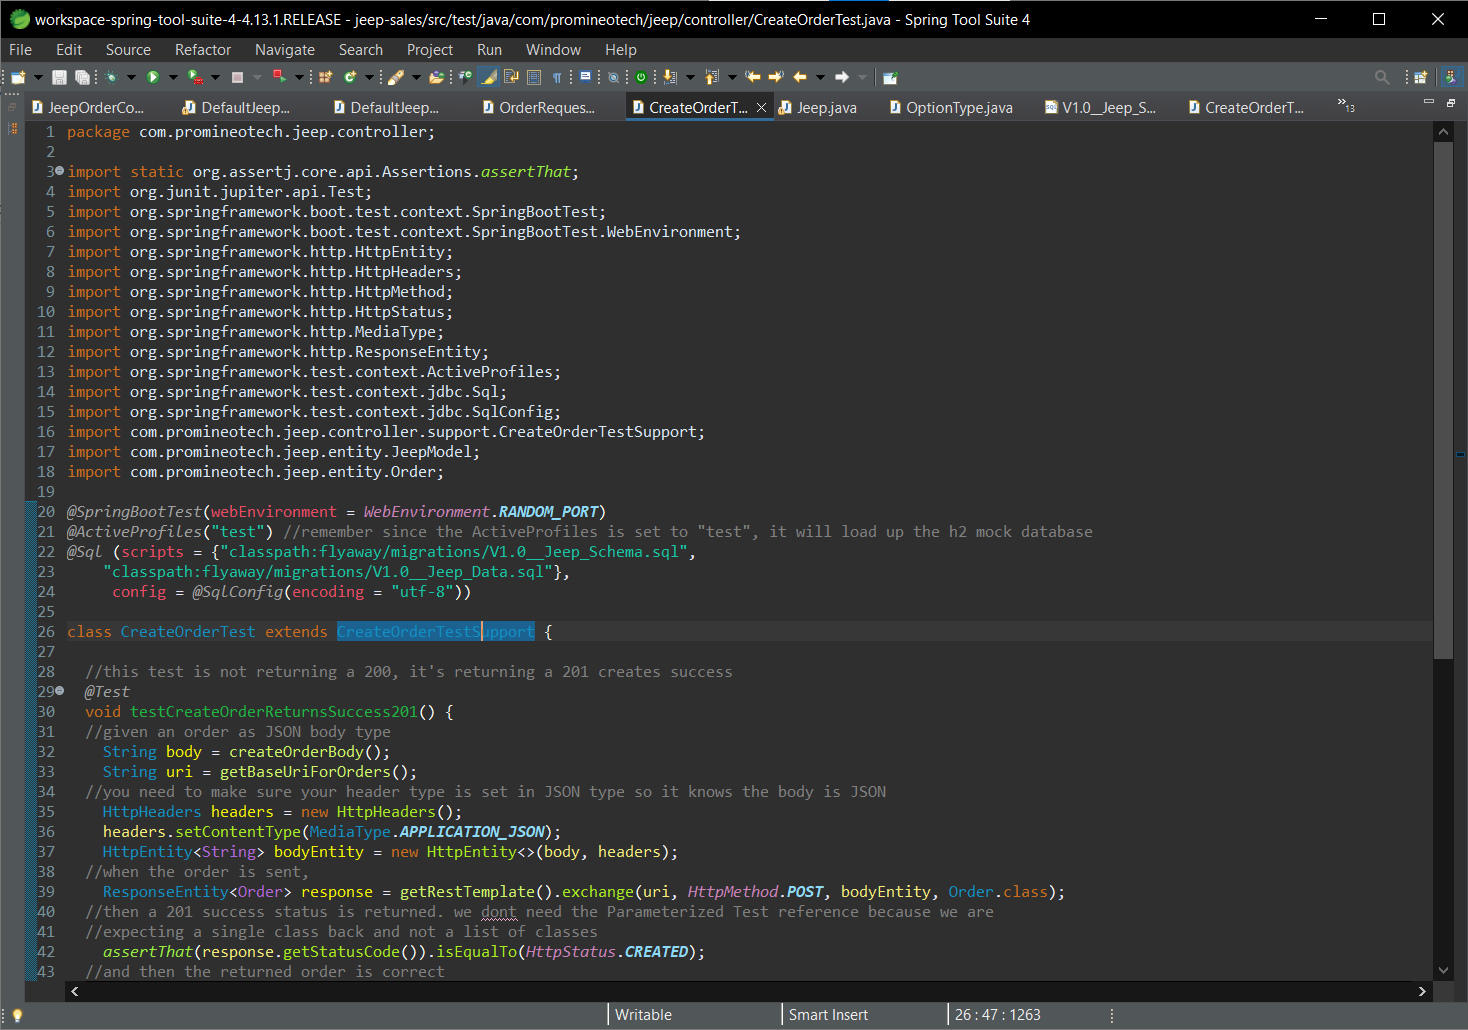 workspace-spring-tool-suite-4-4.13.1.RELEASE - jeep-sales/src/test/java/com/promineotech/jeep/controller/CreateOrderTest.java - Spring Tool Suite 4
File Edit Source Refactor Navigate Search Project Run Window Help
JeepOrderCo... DefaultJeep... DefaultJeep... OrderReques... CreateOrderT... Jeep.java OptionType.java V1.0__Jeep_S... CreateOrderT... »13
1 package com.promineotech.jeep.controller;
2
3 import static org.assertj.core.api.Assertions.assertThat;
4 import org.junit.jupiter.api.Test;
5 import org.springframework.boot.test.context.SpringBootTest;
6 import org.springframework.boot.test.context.SpringBootTest.WebEnvironment;
7 import org.springframework.http.HttpEntity;
8 import org.springframework.http.HttpHeaders;
9 import org.springframework.http.HttpMethod;
10 import org.springframework.http.HttpStatus;
11 import org.springframework.http.MediaType;
12 import org.springframework.http.ResponseEntity;
13 import org.springframework.test.context.ActiveProfiles;
14 import org.springframework.test.context.jdbc.Sql;
15 import org.springframework.test.context.jdbc.SqlConfig;
16 import com.promineotech.jeep.controller.support.CreateOrderTestSupport;
17 import com.promineotech.jeep.entity.JeepModel;
18 import com.promineotech.jeep.entity.Order;
19
20 @SpringBootTest(webEnvironment = WebEnvironment.RANDOM_PORT)
21 @ActiveProfiles("test") //remember since the ActiveProfiles is set to "test", it will load up the h2 mock database
22 @Sql (scripts = {"classpath:flyaway/migrations/V1.0__Jeep_Schema.sql",
23 "classpath:flyaway/migrations/V1.0__Jeep_Data.sql"},
24 config = @SqlConfig(encoding = "utf-8"))
25
26 class CreateOrderTest extends CreateOrderTestSupport {
27
28 //this test is not returning a 200, it's returning a 201 creates success
29 @Test
30 void testCreateOrderReturnsSuccess201() {
31 //given an order as JSON body type
32 String body = createOrderBody();
33 String uri = getBaseUriForOrders();
34 //you need to make sure your header type is set in JSON type so it knows the body is JSON
35 HttpHeaders headers = new HttpHeaders();
36 headers.setContentType(MediaType.APPLICATION_JSON);
37 HttpEntity<String> bodyEntity = new HttpEntity<>(body, headers);
38 //when the order is sent,
39 ResponseEntity<Order> response = getRestTemplate().exchange(uri, HttpMethod.POST, bodyEntity, Order.class);
40 //then a 201 success status is returned. we dont need the Parameterized Test reference because we are
41 //expecting a single class back and not a list of classes
42 assertThat(response.getStatusCode()).isEqualTo(HttpStatus.CREATED);
43 //and then the returned order is correct
Writable Smart Insert 26 : 47 : 1263